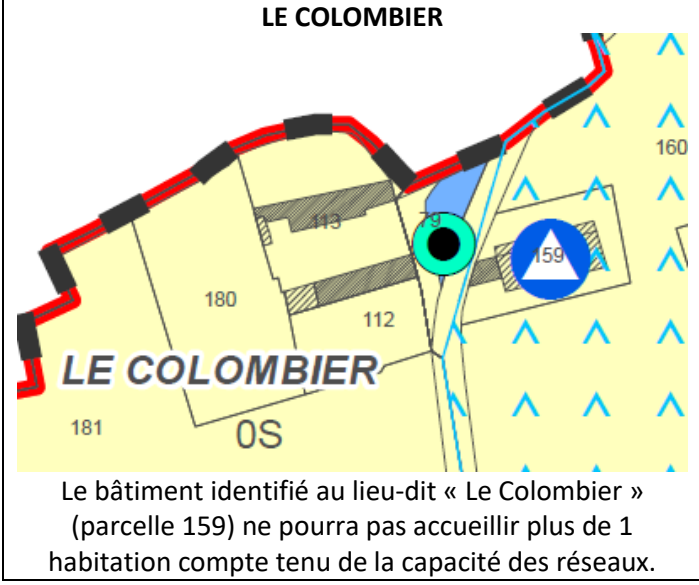 LE COLOMBIER
160
113
79
159
180
112
LE COLOMBIER
181
0S
Le bâtiment identifié au lieu-dit « Le Colombier »
(parcelle 159) ne pourra pas accueillir plus de 1
habitation compte tenu de la capacité des réseaux.